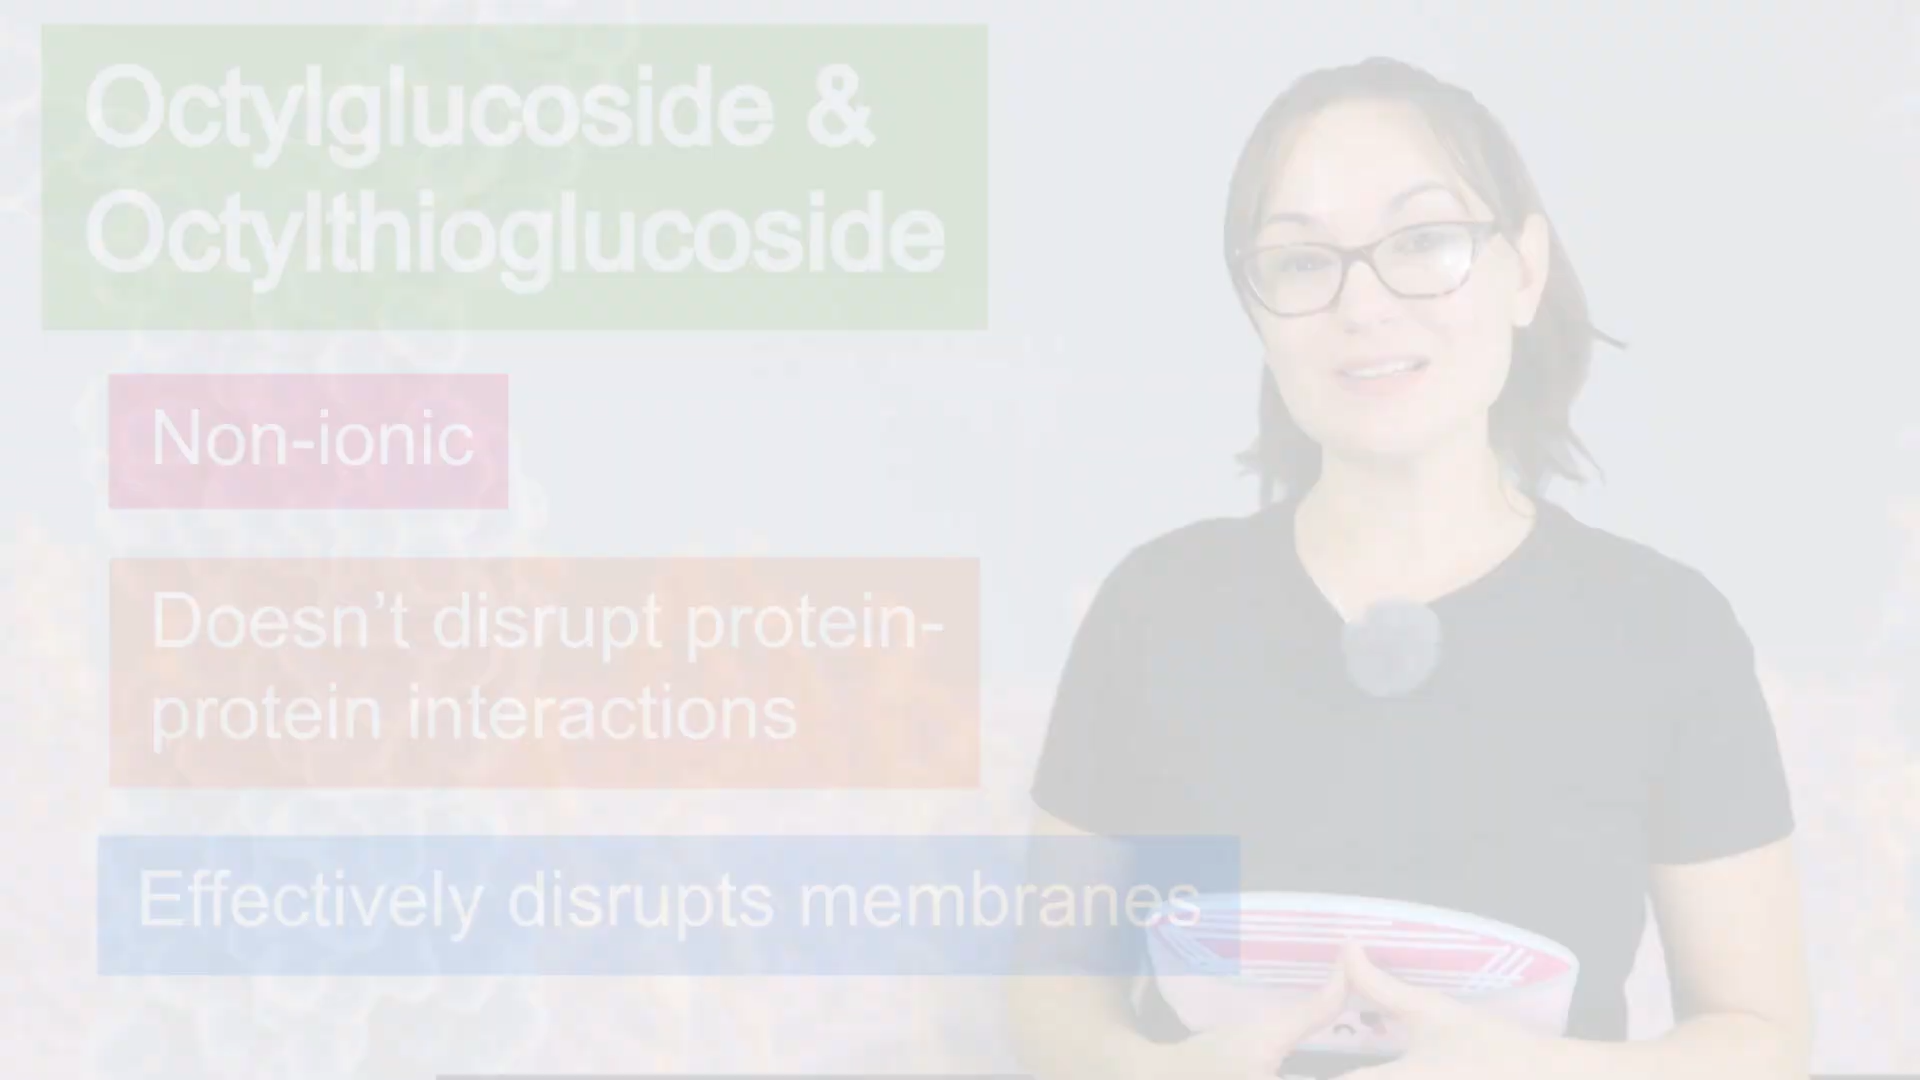 Octylglucoside &
Octylthioglucoside
Non-ionic
Doesn’t disrupt protein-
protein interactions
Effectively disrupts membranes